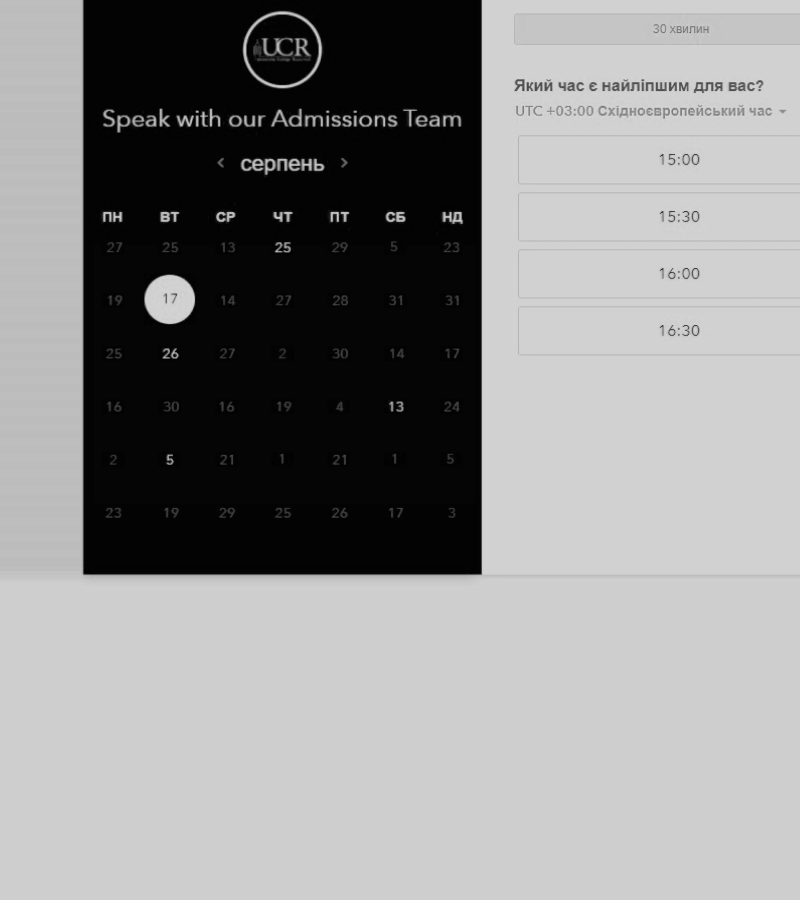 UCR
Speak with our Admissions Team
серпень
ПН ВТ СР ЧТ ПТ СБ НД
27 25 13 25 29 5 23
19 17 14 27 28 31 31
25 26 27 2 30 14 17
16 30 16 19 4 13 24
2 5 21 1 21 1 5
23 19 29 25 26 17 3
30 хвилин
Який час є найліпшим для вас?
UTC +03:00 Східноєвропейський час
15:00
15:30
16:00
16:30